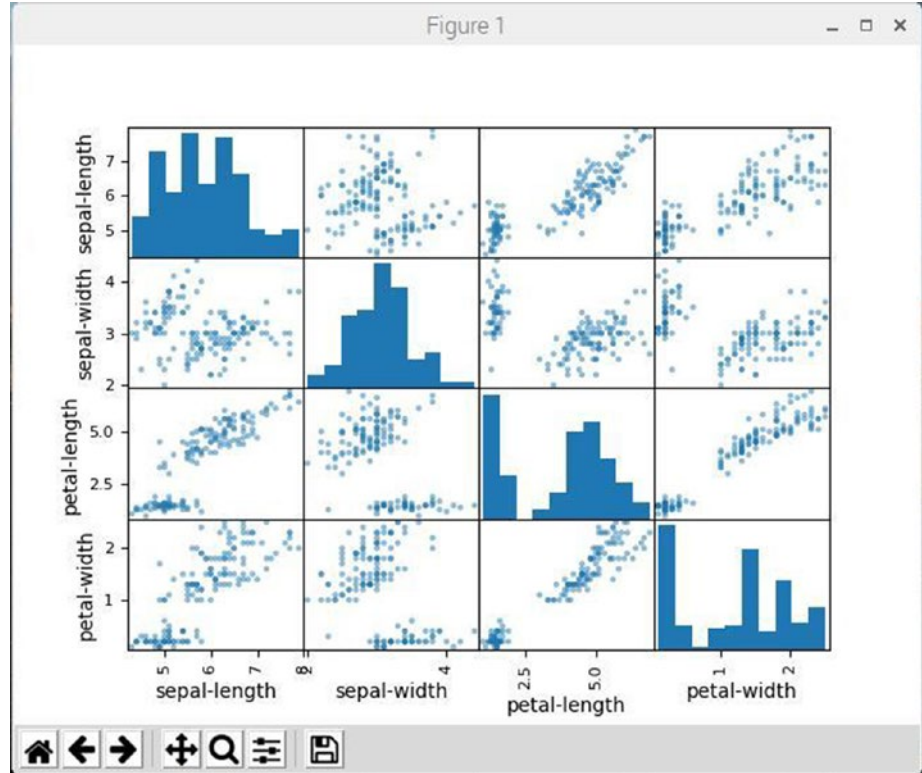 Figure 1
sepal-length
7
6
5
sepal-width
4
3
2
petal-length
5.0
2.5
petal-width
2
1
5
6
7
8
2
4
2.5
5.0
1
2
sepal-length
sepal-width
petal-length
petal-width